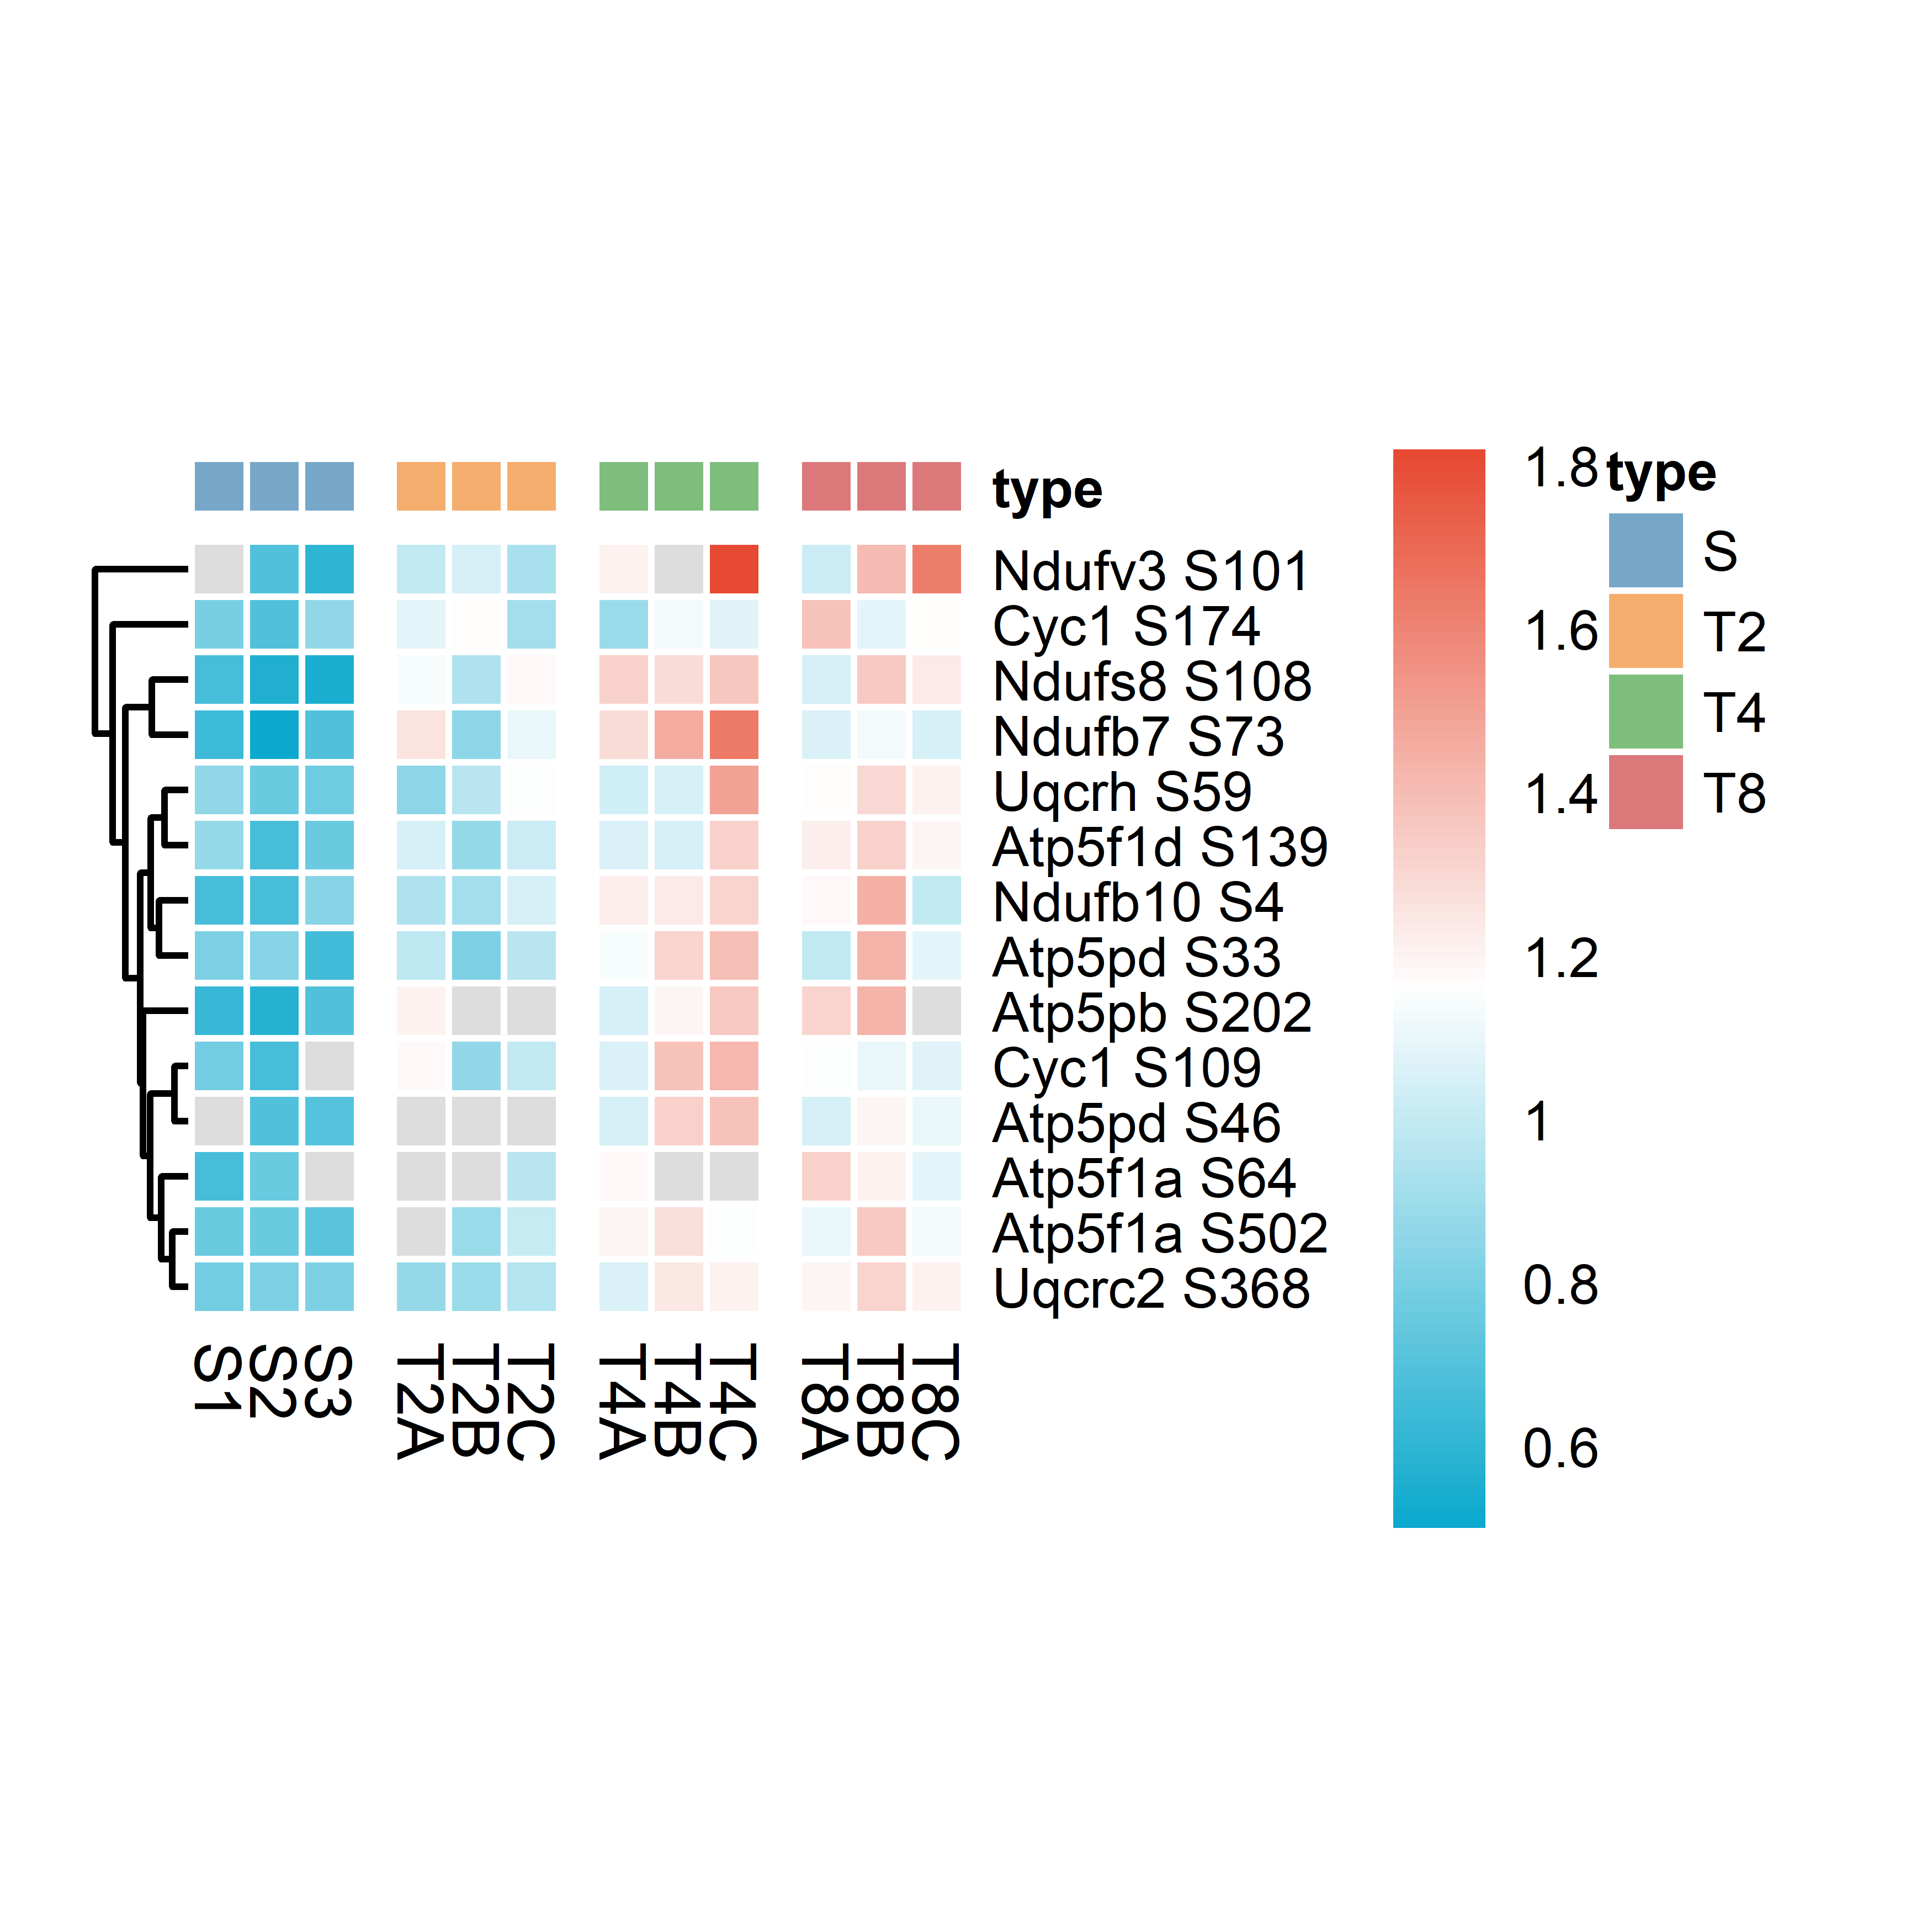 type
Ndufv3 S101
Cyc1 S174
Ndufs8 S108
Ndufb7 S73
Uqcrh S59
Atp5f1d S139
Ndufb10 S4
Atp5pd S33
Atp5pb S202
Cyc1 S109
Atp5pd S46
Atp5f1a S64
Atp5f1a S502
Uqcrc2 S368
S1
S2
S3
T2A
T2B
T2C
T4A
T4B
T4C
T8A
T8B
T8C
1.8
1.6
1.4
1.2
1
0.8
0.6
type
S
T2
T4
T8